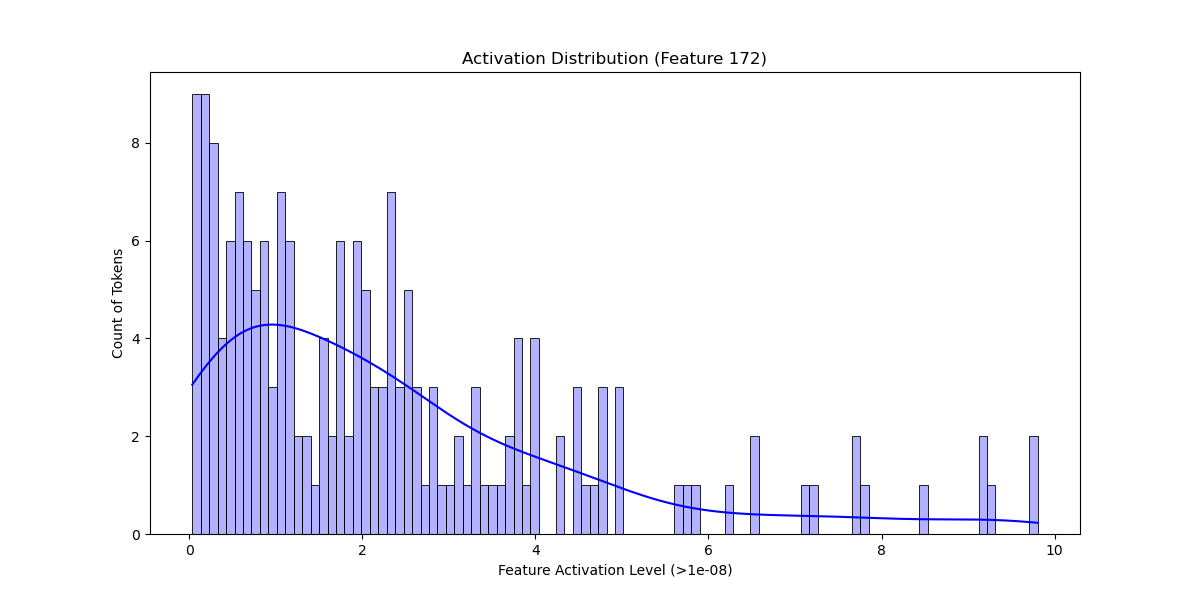 Activation Distribution (Feature 172)
8
6
4
2
0
Count of Tokens
0 2 4 6 8 10
Feature Activation Level (>1e-08)